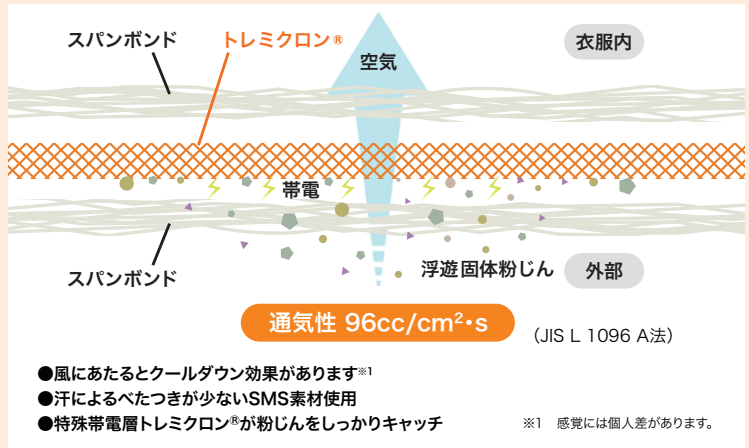 スパンボンド
トレミクロン®
空気
衣服内
帯電
スパンボンド
浮遊固体粉じん
外部
通気性 96cc/cm²・s
（JIS L 1096 A法）
●風にあたるとクールダウン効果があります※1
●汗によるべたつきが少ないSMS素材使用
●特殊帯電層トレミクロン®が粉じんをしっかりキャッチ
※1　感覚には個人差があります。